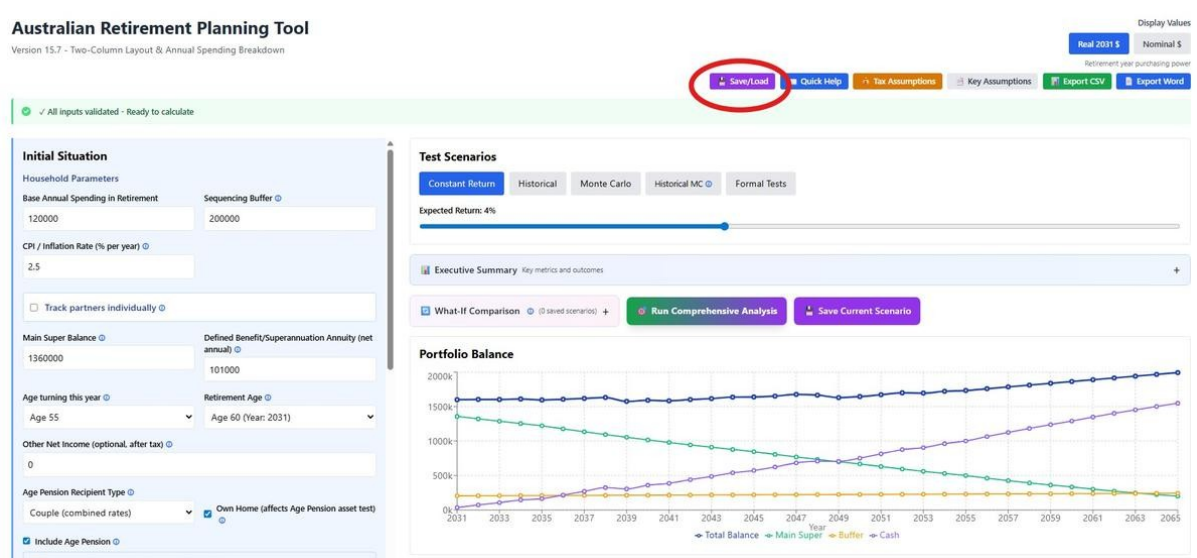 Australian Retirement Planning Tool
Version 15.7 - Two-Column Layout & Annual Spending Breakdown
Display Values
Real 2031 $ Nominal $
Retirement year purchasing power
Save/Load Quick Help Tax Assumptions Key Assumptions Export CSV Export Word
✓ All inputs validated - Ready to calculate
Initial Situation
Household Parameters
Base Annual Spending in Retirement Sequencing Buffer
120000 200000
CPI / Inflation Rate (% per year)
2.5
Track partners individually
Main Super Balance Defined Benefit/Superannuation Annuity (net
annual)
1360000 101000
Age turning this year Retirement Age
Age 55 Age 60 (Year: 2031)
Other Net Income (optional, after tax)
0
Age Pension Recipient Type
Couple (combined rates) Own Home (affects Age Pension asset test)
Include Age Pension
Test Scenarios
Constant Return Historical Monte Carlo Historical MC Formal Tests
Expected Return: 4%
Executive Summary Key metrics and outcomes +
What-If Comparison (0 saved scenarios) + Run Comprehensive Analysis Save Current Scenario
Portfolio Balance
2000k
1500k
1000k
500k
0k
2031 2033 2035 2037 2039 2041 2043 2045 2047 2049 2051 2053 2055 2057 2059 2061 2063 2065
Year
Total Balance Main Super Buffer Cash